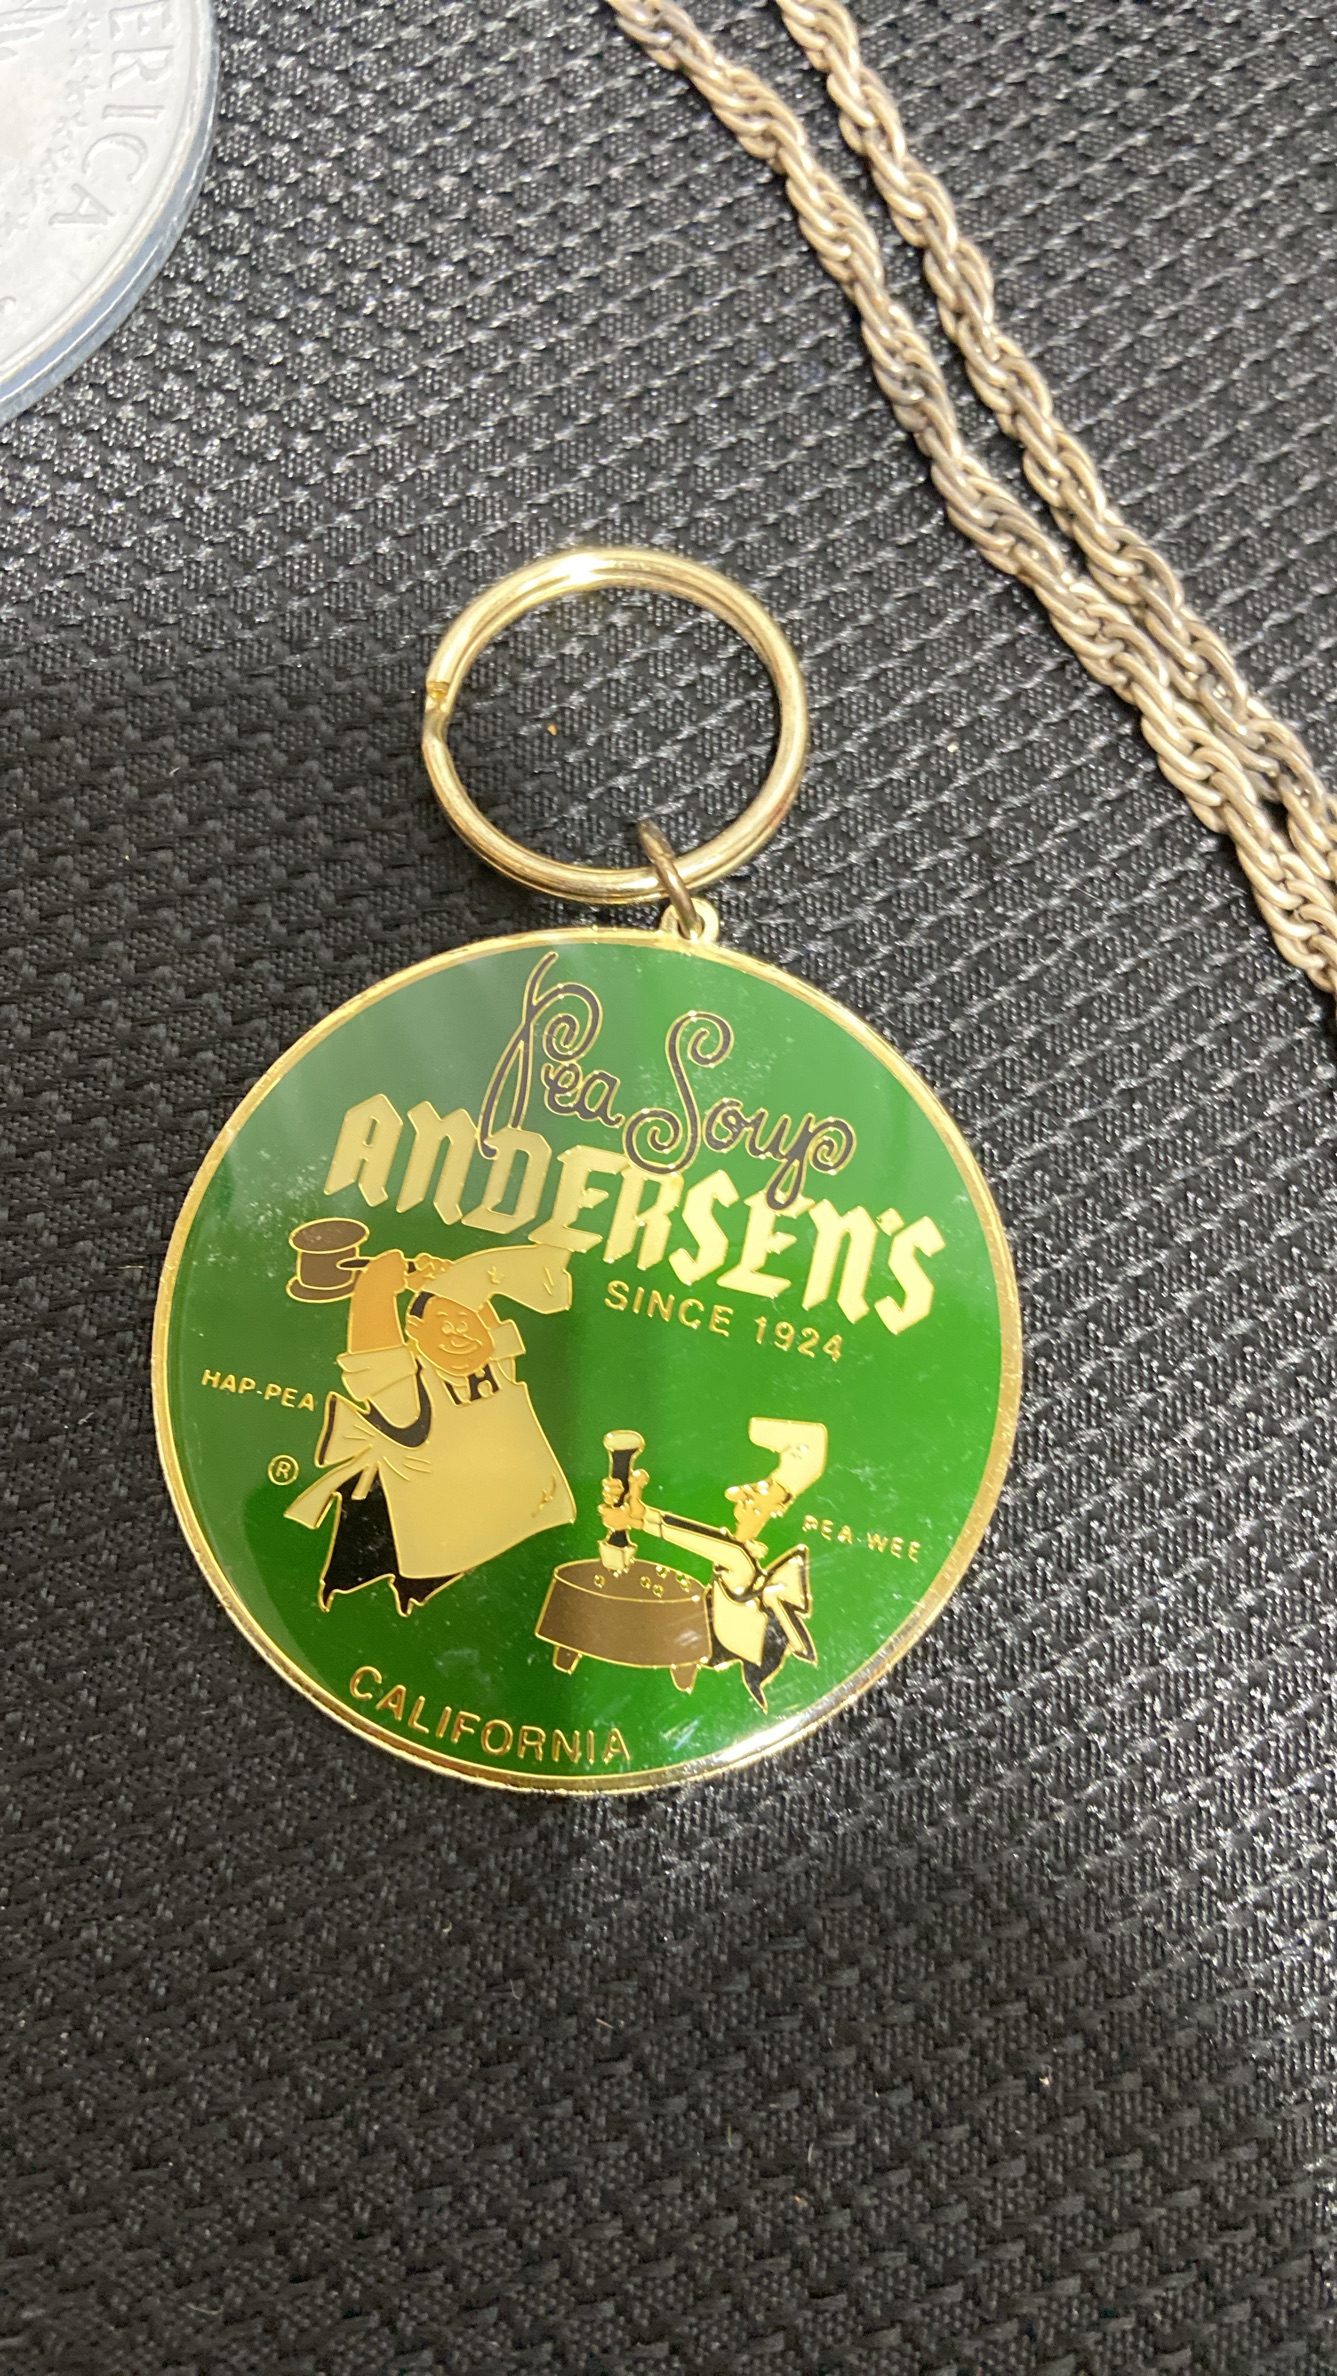 ERICA
Pea Soup
ANDERSEN'S
SINCE 1924
HAP-PEA
®
PEA-WEE
CALIFORNIA